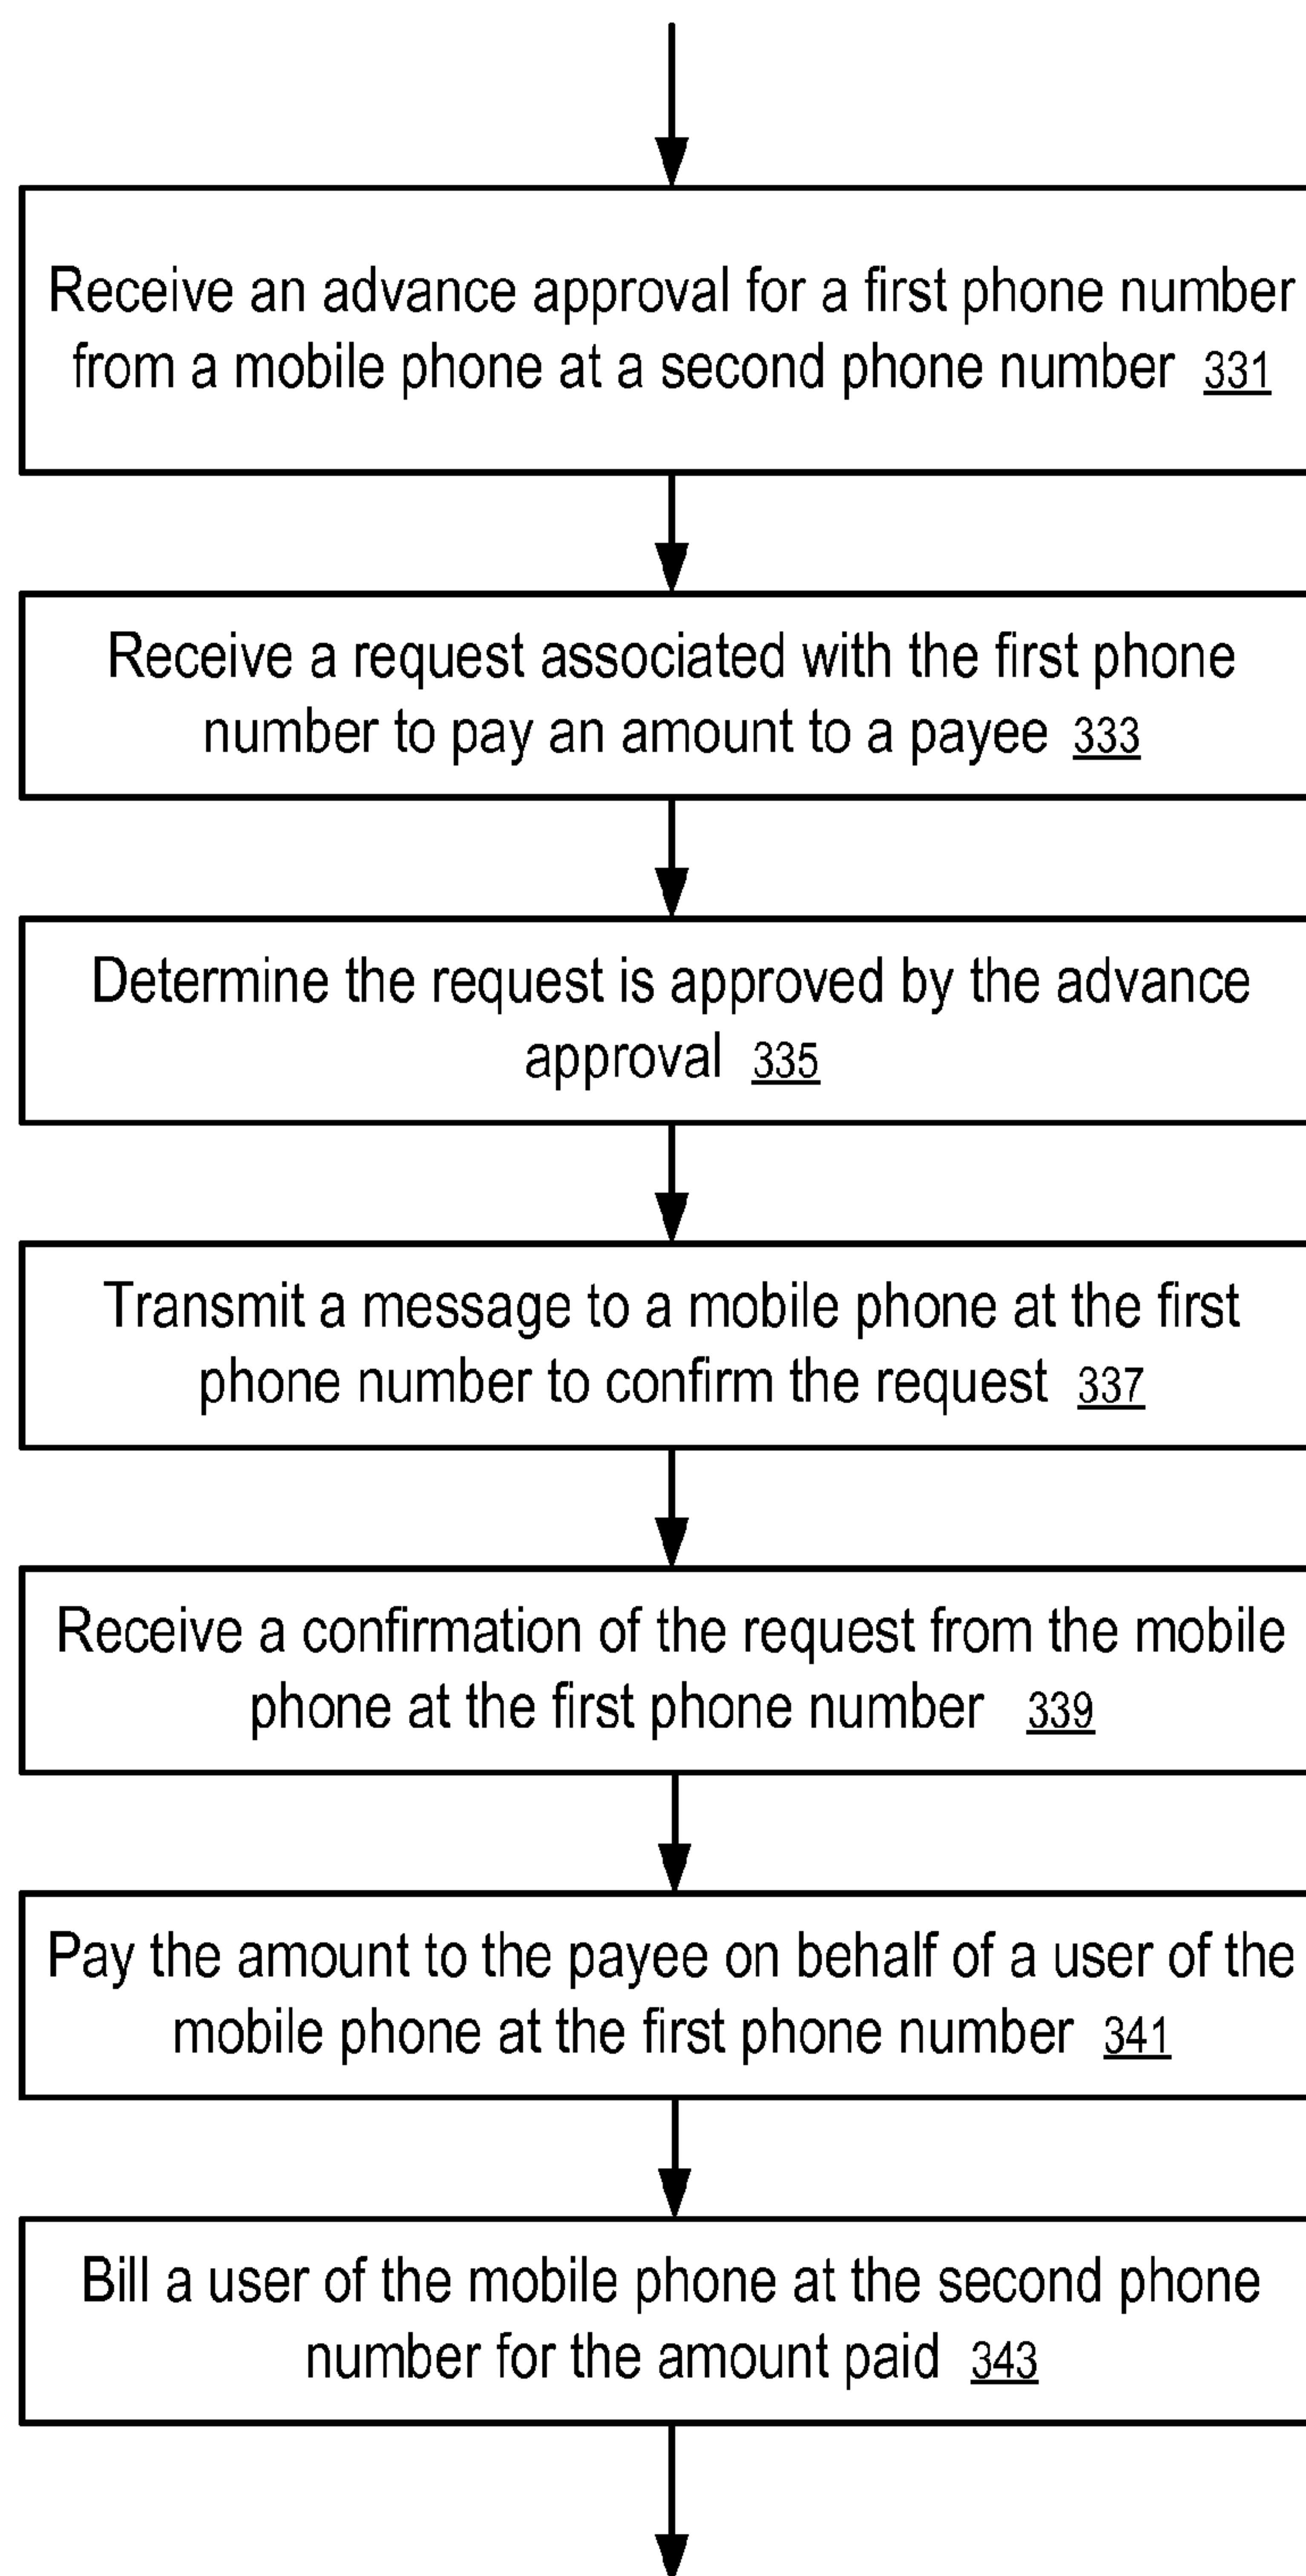 Receive an advance approval for a first phone number
from a mobile phone at a second phone number 331
Receive a request associated with the first phone
number to pay an amount to a payee 333
Determine the request is approved by the advance
approval 335
Transmit a message to a mobile phone at the first
phone number to confirm the request 337
Receive a confirmation of the request from the mobile
phone at the first phone number 339
Pay the amount to the payee on behalf of a user of the
mobile phone at the first phone number 341
Bill a user of the mobile phone at the second phone
number for the amount paid 343